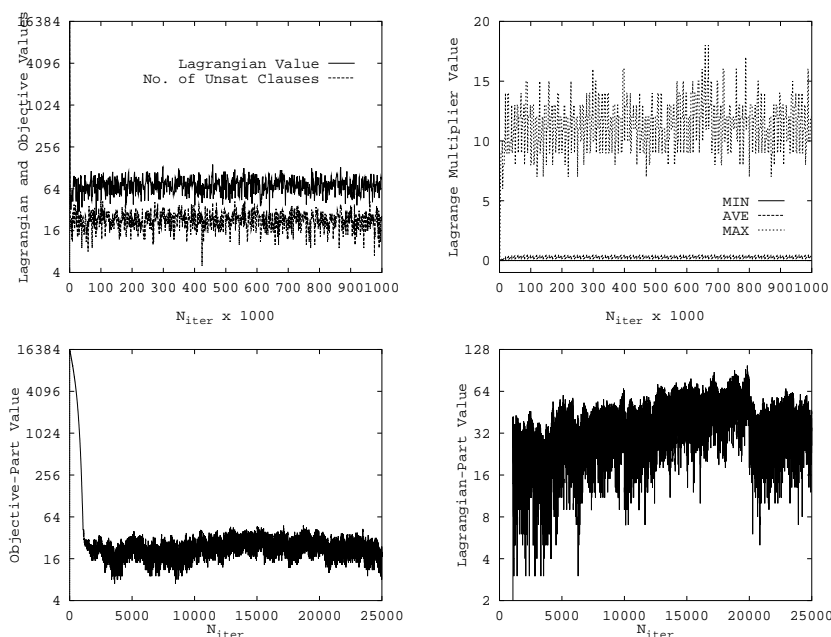 Lagrangian and Objective Values
16384
4096
1024
256
64
16
4
Lagrangian Value
No. of Unsat Clauses
0 100 200 300 400 500 600 700 800 9001000
N_iter x 1000
Lagrange Multiplier Value
20
15
10
5
0
MIN
AVE
MAX
0 100 200 300 400 500 600 700 800 9001000
N_iter x 1000
Objective-Part Value
16384
4096
1024
256
64
16
4
0 5000 10000 15000 20000 25000
N_iter
Lagrangian-Part Value
128
64
32
16
8
4
2
0 5000 10000 15000 20000 25000
N_iter